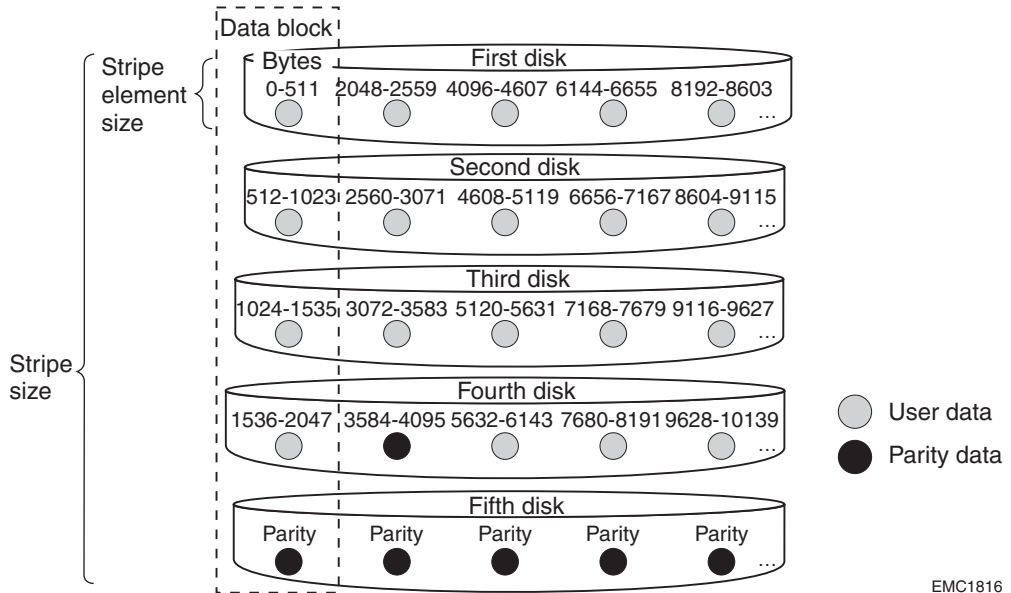 Data block
Stripe element size
Bytes
First disk
0-511 2048-2559 4096-4607 6144-6655 8192-8603
...
Second disk
512-1023 2560-3071 4608-5119 6656-7167 8604-9115
...
Third disk
1024-1535 3072-3583 5120-5631 7168-7679 9116-9627
...
Stripe size
Fourth disk
1536-2047 3584-4095 5632-6143 7680-8191 9628-10139
...
User data
Parity data
Fifth disk
Parity Parity Parity Parity Parity
...
EMC1816